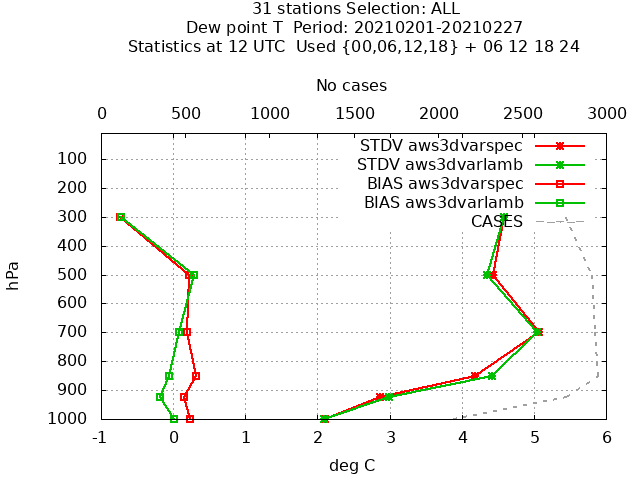 31 stations Selection: ALL
Dew point T  Period: 20210201-20210227
Statistics at 12 UTC  Used {00,06,12,18} + 06 12 18 24
No cases
0 500 1000 1500 2000 2500 3000
STDV aws3dvarspec
STDV aws3dvarlamb
BIAS aws3dvarspec
BIAS aws3dvarlamb
CASES
hPa
100
200
300
400
500
600
700
800
900
1000
-1 0 1 2 3 4 5 6
deg C